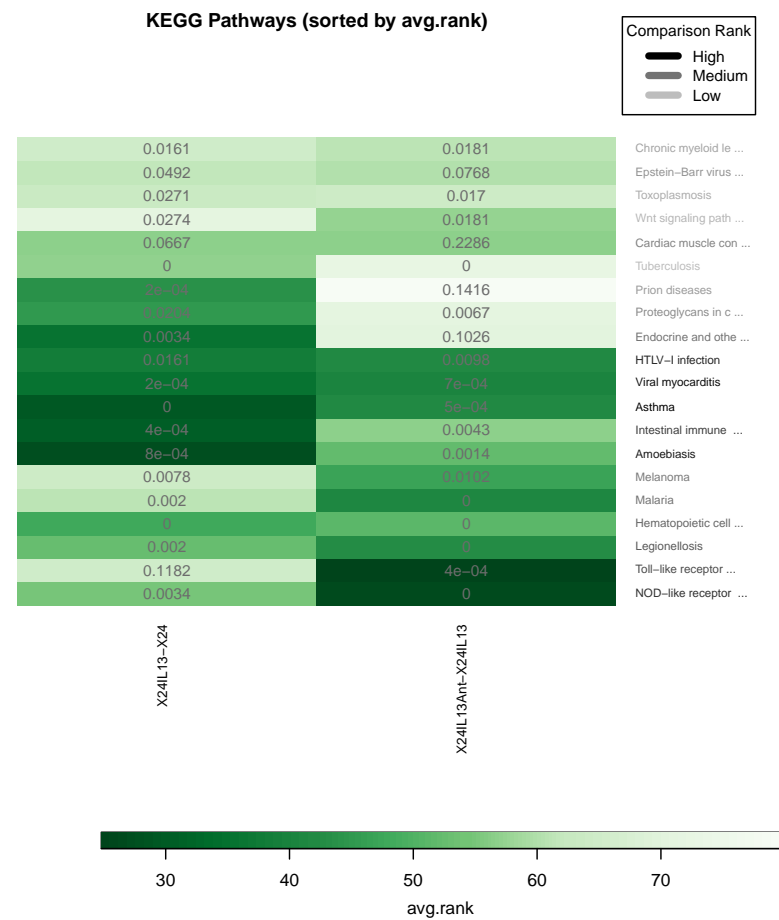 KEGG Pathways (sorted by avg.rank)
Comparison Rank
High
Medium
Low
0.0161 0.0181 Chronic myeloid le ...
0.0492 0.0768 Epstein−Barr virus ...
0.0271 0.017 Toxoplasmosis
0.0274 0.0181 Wnt signaling path ...
0.0667 0.2286 Cardiac muscle con ...
0 0 Tuberculosis
0.1416 Prion diseases
0.0067 Proteoglycans in c ...
0.0034 0.1026 Endocrine and othe ...
0.0161 0.0098 HTLV−I infection
2e−04 7e−04 Viral myocarditis
0 5e−04 Asthma
4e−04 0.0043 Intestinal immune ...
8e−04 0.0014 Amoebiasis
0.0078 0.0102 Melanoma
0.002 0 Malaria
0 0 Hematopoietic cell ...
0.002 0 Legionellosis
0.1182 4e−04 Toll−like receptor ...
0.0034 0 NOD−like receptor ...
X24IL13−X24
X24IL13Ant−X24IL13
30 40 50 60 70
avg.rank